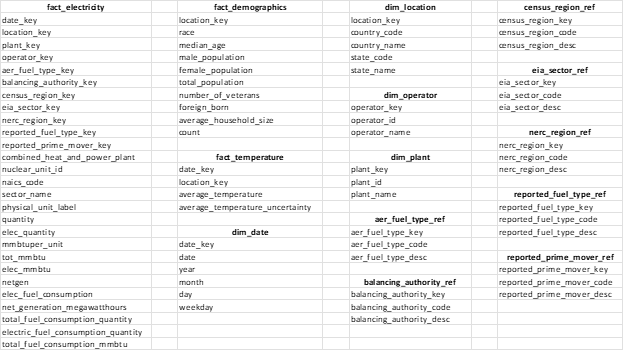 fact_electricity
date_key
location_key
plant_key
operator_key
aer_fuel_type_key
balancing_authority_key
census_region_key
eia_sector_key
nerc_region_key
reported_fuel_type_key
reported_prime_mover_key
combined_heat_and_power_plant
nuclear_unit_id
naics_code
sector_name
physical_unit_label
quantity
elec_quantity
mmbtuper_unit
tot_mmbtu
elec_mmbtu
netgen
elec_fuel_consumption
net_generation_megawatthours
total_fuel_consumption_quantity
electric_fuel_consumption_quantity
total_fuel_consumption_mmbtu
fact_demographics
location_key
race
median_age
male_population
female_population
total_population
number_of_veterans
foreign_born
average_household_size
count
fact_temperature
date_key
location_key
average_temperature
average_temperature_uncertainty
dim_date
date_key
date
year
month
day
weekday
dim_location
location_key
country_code
country_name
state_code
state_name
dim_operator
operator_key
operator_id
operator_name
dim_plant
plant_key
plant_id
plant_name
aer_fuel_type_ref
aer_fuel_type_key
aer_fuel_type_code
aer_fuel_type_desc
balancing_authority_ref
balancing_authority_key
balancing_authority_code
balancing_authority_desc
census_region_ref
census_region_key
census_region_code
census_region_desc
eia_sector_ref
eia_sector_key
eia_sector_code
eia_sector_desc
nerc_region_ref
nerc_region_key
nerc_region_code
nerc_region_desc
reported_fuel_type_ref
reported_fuel_type_key
reported_fuel_type_code
reported_fuel_type_desc
reported_prime_mover_ref
reported_prime_mover_key
reported_prime_mover_code
reported_prime_mover_desc